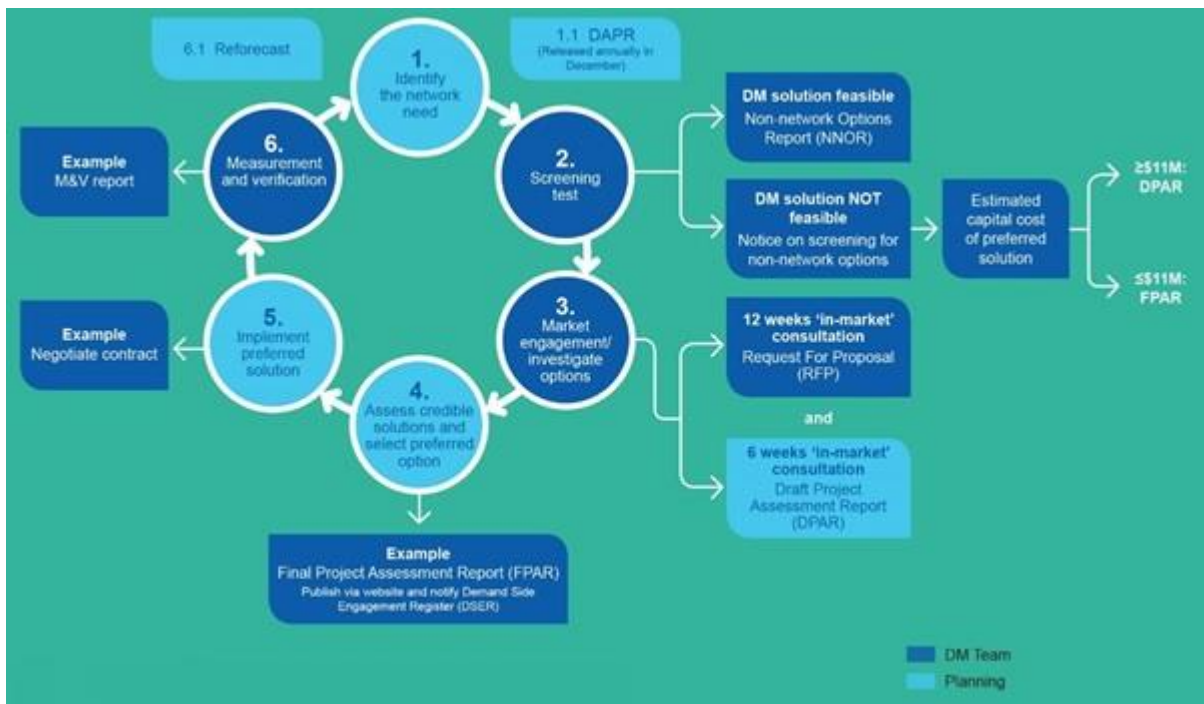 6.1 Reforecast
1.1 DAPR
(Released annually in
December)
1.
Identify
the network
need
2.
Screening
test
3.
Market
engagement/
investigate
options
4.
Assess credible
solutions and
select preferred
option
5.
Implement
preferred
solution
6.
Measurement
and verification
Example
M&V report
Example
Negotiate contract
Example
Final Project Assessment Report (FPAR)
Publish via website and notify Demand Side
Engagement Register (DSER)
DM solution feasible
Non-network Options
Report (NNOR)
DM solution NOT
feasible
Notice on screening for
non-network options
Estimated
capital cost
of preferred
solution
≥$11M:
DPAR
≤$11M:
FPAR
12 weeks ‘in-market’
consultation
Request For Proposal
(RFP)
and
6 weeks ‘in-market’
consultation
Draft Project
Assessment Report
(DPAR)
DM Team
Planning